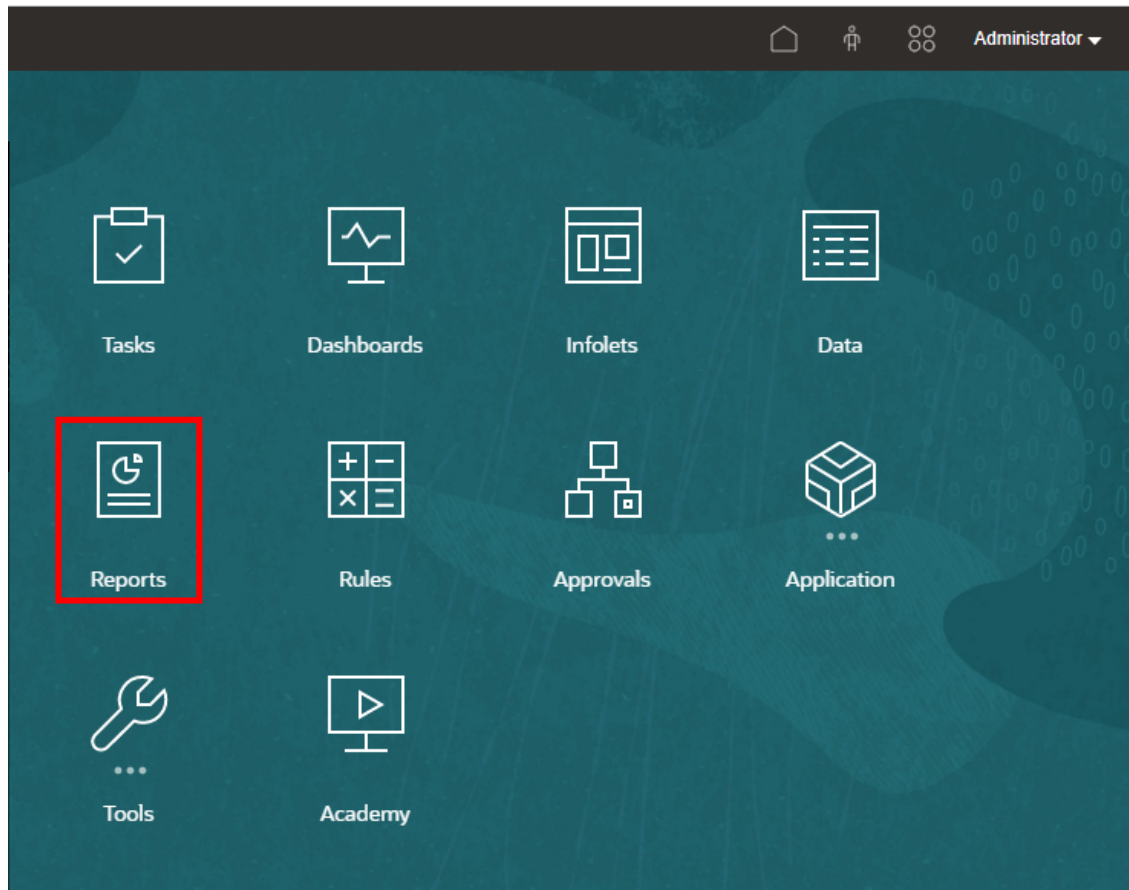 Administrator
Tasks
Dashboards
Infolets
Data
Reports
Rules
Approvals
Application
Tools
Academy